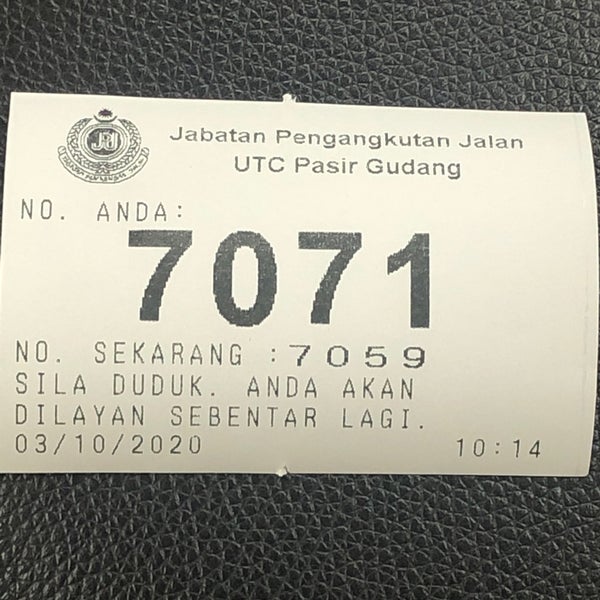 JPJ
Jabatan Pengangkutan Jalan
UTC Pasir Gudang
NO. ANDA:
7071
NO. SEKARANG :7059
SILA DUDUK. ANDA AKAN
DILAYAN SEBENTAR LAGI.
03/10/2020 10:14